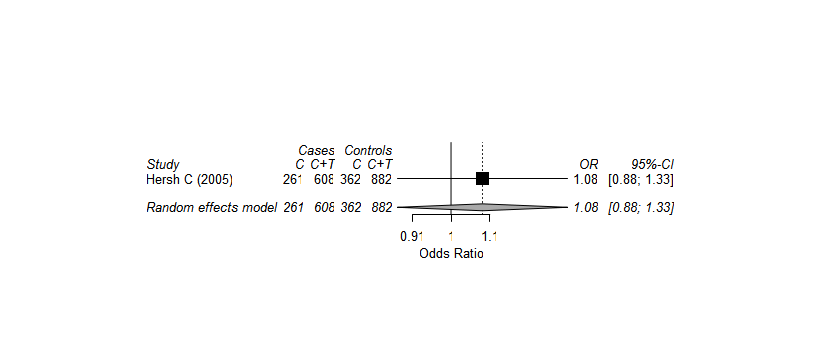 Cases Controls
Study C C+T C C+T OR 95%-CI
Hersh C (2005) 261 608 362 882 1.08 [0.88; 1.33]
Random effects model 261 608 362 882 1.08 [0.88; 1.33]
0.91 1 1.1
Odds Ratio